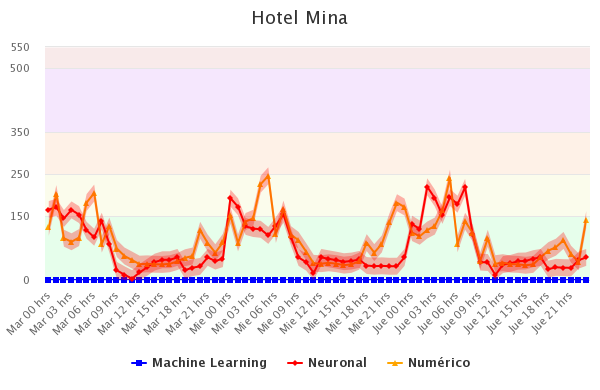 Hotel Mina
550
500
350
250
150
0
Mar 00 hrs
Mar 03 hrs
Mar 06 hrs
Mar 09 hrs
Mar 12 hrs
Mar 15 hrs
Mar 18 hrs
Mar 21 hrs
Mie 00 hrs
Mie 03 hrs
Mie 06 hrs
Mie 09 hrs
Mie 12 hrs
Mie 15 hrs
Mie 18 hrs
Mie 21 hrs
Jue 00 hrs
Jue 03 hrs
Jue 06 hrs
Jue 09 hrs
Jue 12 hrs
Jue 15 hrs
Jue 18 hrs
Jue 21 hrs
Machine Learning Neuronal Numérico